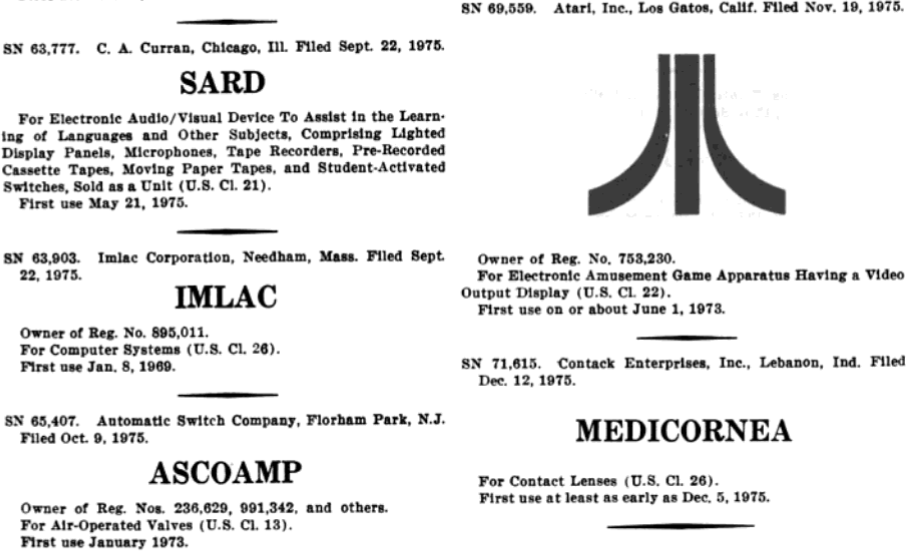 SN 63,777. C. A. Curran, Chicago, Ill. Filed Sept. 22, 1975.
SARD
For Electronic Audio/Visual Device To Assist in the Learn-
ing of Languages and Other Subjects, Comprising Lighted
Display Panels, Microphones, Tape Recorders, Pre-Recorded
Cassette Tapes, Moving Paper Tapes, and Student-Activated
Switches, Sold as a Unit (U.S. Cl. 21).
First use May 21, 1975.
SN 63,903. Imlac Corporation, Needham, Mass. Filed Sept.
22, 1975.
IMLAC
Owner of Reg. No. 895,011.
For Computer Systems (U.S. Cl. 26).
First use Jan. 8, 1969.
SN 65,407. Automatic Switch Company, Florham Park, N.J.
Filed Oct. 9, 1975.
ASCOAMP
Owner of Reg. Nos. 236,629, 991,342, and others.
For Air-Operated Valves (U.S. Cl. 13).
First use January 1973.
SN 69,559. Atari, Inc., Los Gatos, Calif. Filed Nov. 19, 1975.
Owner of Reg. No. 753,230.
For Electronic Amusement Game Apparatus Having a Video
Output Display (U.S. Cl. 22).
First use on or about June 1, 1973.
SN 71,615. Contack Enterprises, Inc., Lebanon, Ind. Filed
Dec. 12, 1975.
MEDICORNEA
For Contact Lenses (U.S. Cl. 26).
First use at least as early as Dec. 5, 1975.